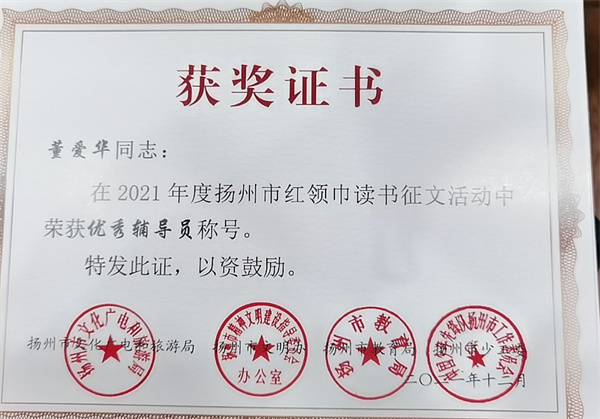 获奖证书
董爱华同志：
在2021年度扬州市红领巾读书征文活动中
荣获优秀辅导员称号。
特发此证，以资鼓励。
扬州市文化广电和旅游局 扬州市文明办 扬州市教育局 扬州市少工委
办公室
二〇二一年十二月